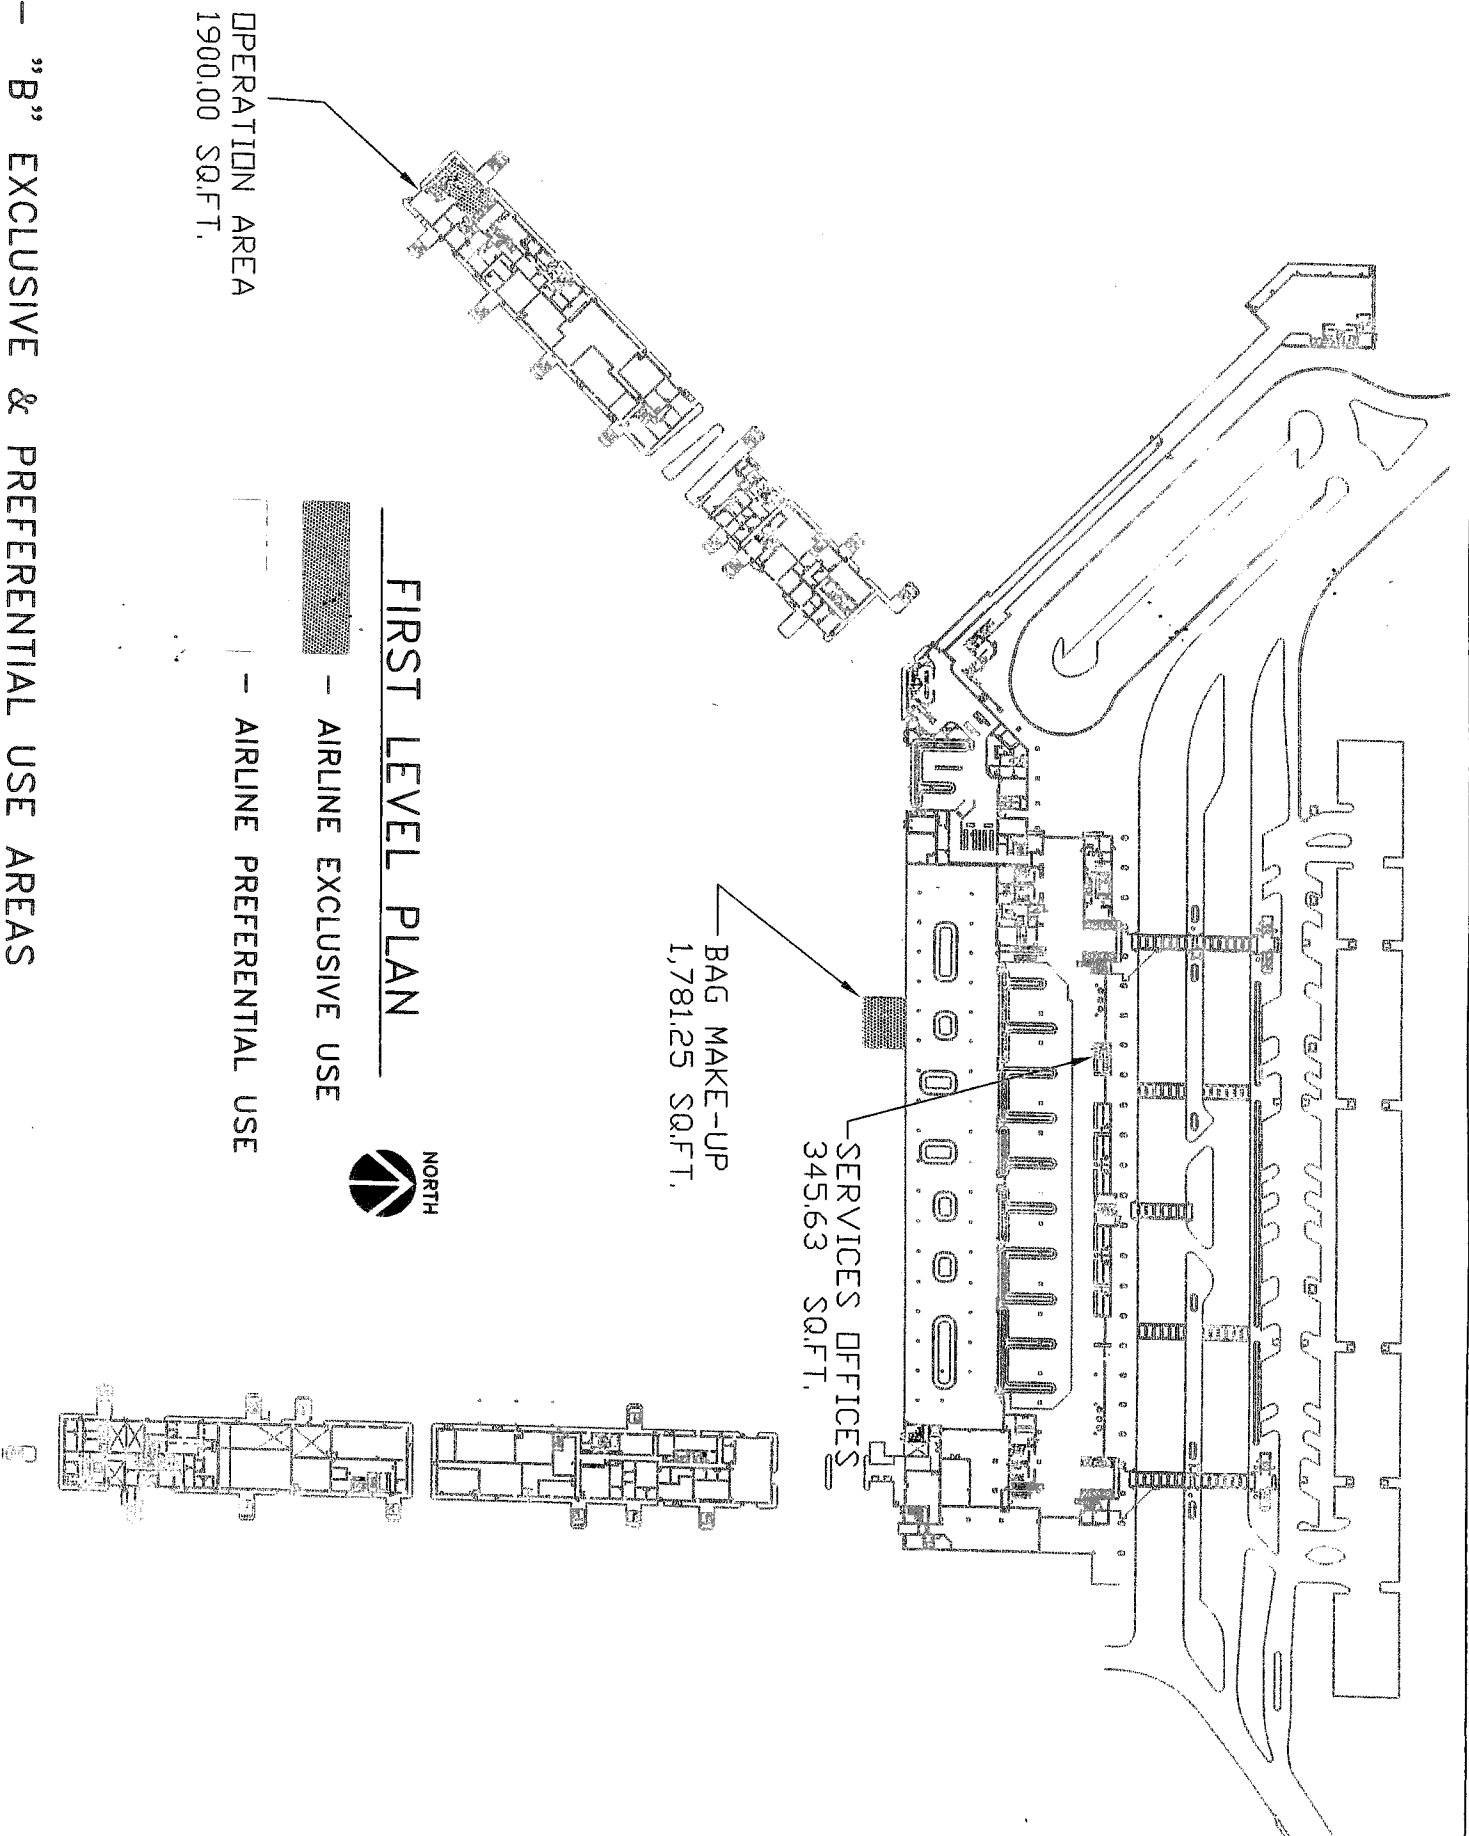 SERVICES OFFICES
345.63 SQ.FT.
BAG MAKE-UP
1,781.25 SQ.FT.
OPERATION AREA
1900.00 SQ.FT.
NORTH
FIRST LEVEL PLAN
- AIRLINE EXCLUSIVE USE
- AIRLINE PREFERENTIAL USE
- "B" EXCLUSIVE & PREFERENTIAL USE AREAS